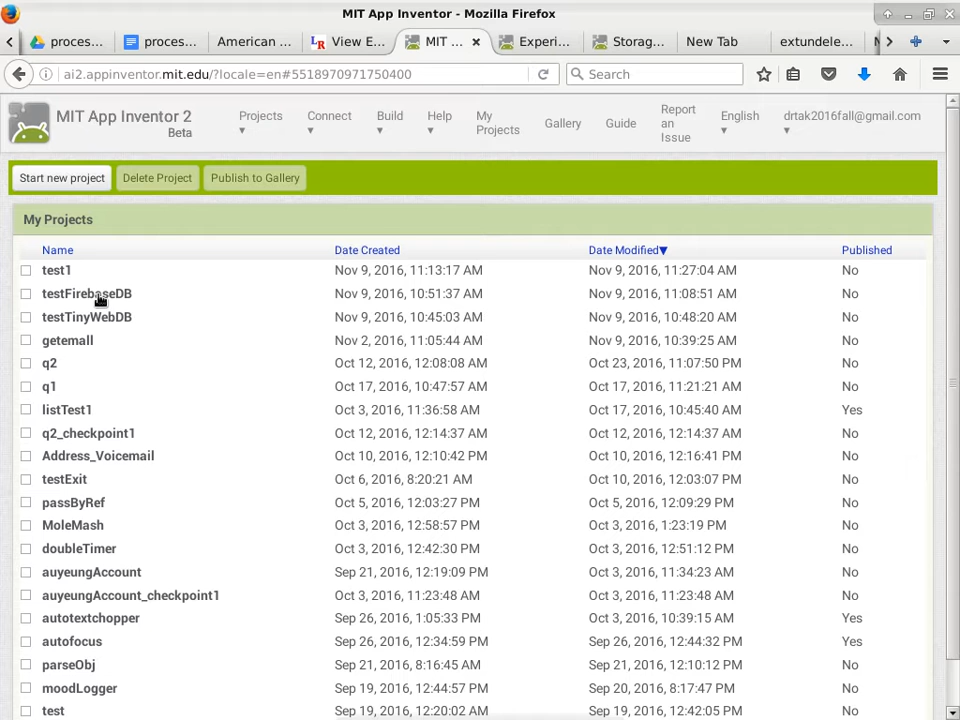 MIT App Inventor 2 - Mozilla Firefox
proces... proces... American ... LR View E... MIT ... Experi... Storag... New Tab extundele...
ai2.appinventor.mit.edu/?locale=en#5518970971750400 Search
MIT App Inventor 2
Beta
Projects Connect Build Help My Projects Gallery Guide Report an Issue English drtak2016fall@gmail.com
Start new project Delete Project Publish to Gallery
My Projects
Name Date Created Date Modified▼ Published
test1 Nov 9, 2016, 11:13:17 AM Nov 9, 2016, 11:27:04 AM No
testFirebaseDB Nov 9, 2016, 10:51:37 AM Nov 9, 2016, 11:08:51 AM No
testTinyWebDB Nov 9, 2016, 10:45:03 AM Nov 9, 2016, 10:48:20 AM No
getemall Nov 2, 2016, 11:05:44 AM Nov 9, 2016, 10:39:25 AM No
q2 Oct 12, 2016, 12:08:08 AM Oct 23, 2016, 11:07:50 PM No
q1 Oct 17, 2016, 10:47:57 AM Oct 17, 2016, 11:21:21 AM No
listTest1 Oct 3, 2016, 11:36:58 AM Oct 17, 2016, 10:45:40 AM Yes
q2_checkpoint1 Oct 12, 2016, 12:14:37 AM Oct 12, 2016, 12:14:37 AM No
Address_Voicemail Oct 10, 2016, 12:10:42 PM Oct 10, 2016, 12:16:41 PM No
testExit Oct 6, 2016, 8:20:21 AM Oct 10, 2016, 12:03:07 PM No
passByRef Oct 5, 2016, 12:03:27 PM Oct 5, 2016, 12:09:29 PM No
MoleMash Oct 3, 2016, 12:58:57 PM Oct 3, 2016, 1:23:19 PM No
doubleTimer Oct 3, 2016, 12:42:30 PM Oct 3, 2016, 12:51:12 PM No
auyeungAccount Sep 21, 2016, 12:19:09 PM Oct 3, 2016, 11:34:23 AM No
auyeungAccount_checkpoint1 Oct 3, 2016, 11:23:48 AM Oct 3, 2016, 11:23:48 AM No
autotextchopper Sep 26, 2016, 1:05:33 PM Oct 3, 2016, 10:39:15 AM Yes
autofocus Sep 26, 2016, 12:34:59 PM Sep 26, 2016, 12:44:32 PM Yes
parseObj Sep 21, 2016, 8:16:45 AM Sep 21, 2016, 12:10:12 PM No
moodLogger Sep 19, 2016, 12:44:57 PM Sep 20, 2016, 8:17:47 PM No
test Sep 19, 2016, 12:20:02 AM Sep 19, 2016, 12:42:05 PM No